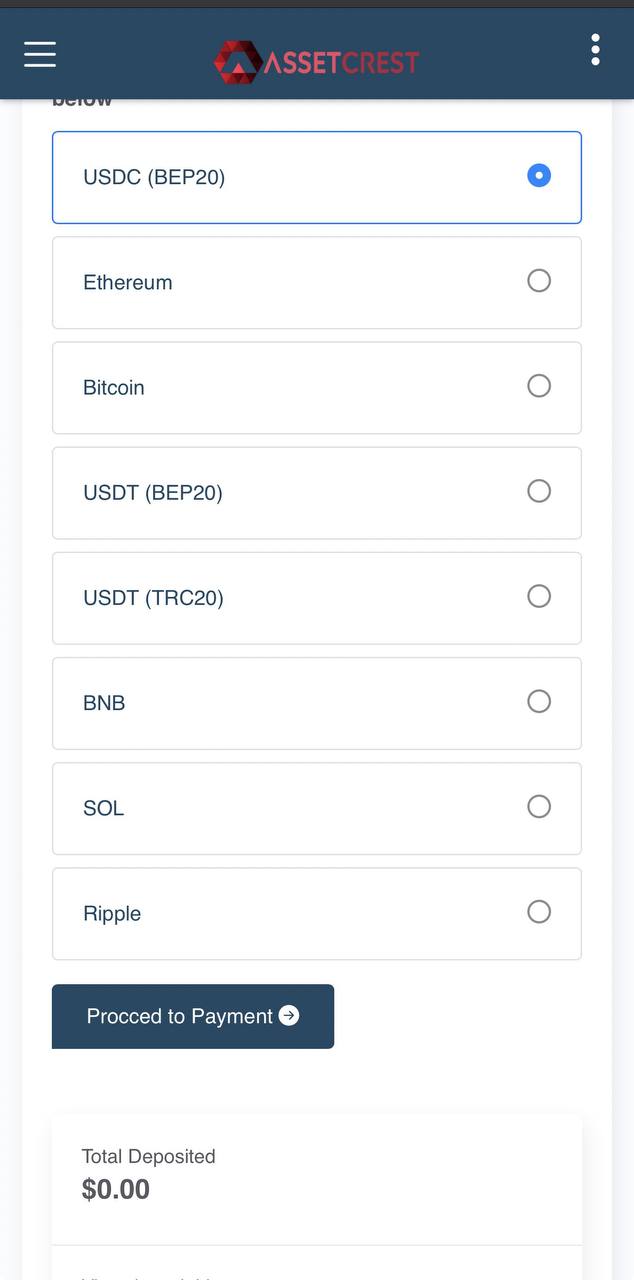 ASSETCREST
below
USDC (BEP20)
Ethereum
Bitcoin
USDT (BEP20)
USDT (TRC20)
BNB
SOL
Ripple
Procced to Payment
Total Deposited
$0.00